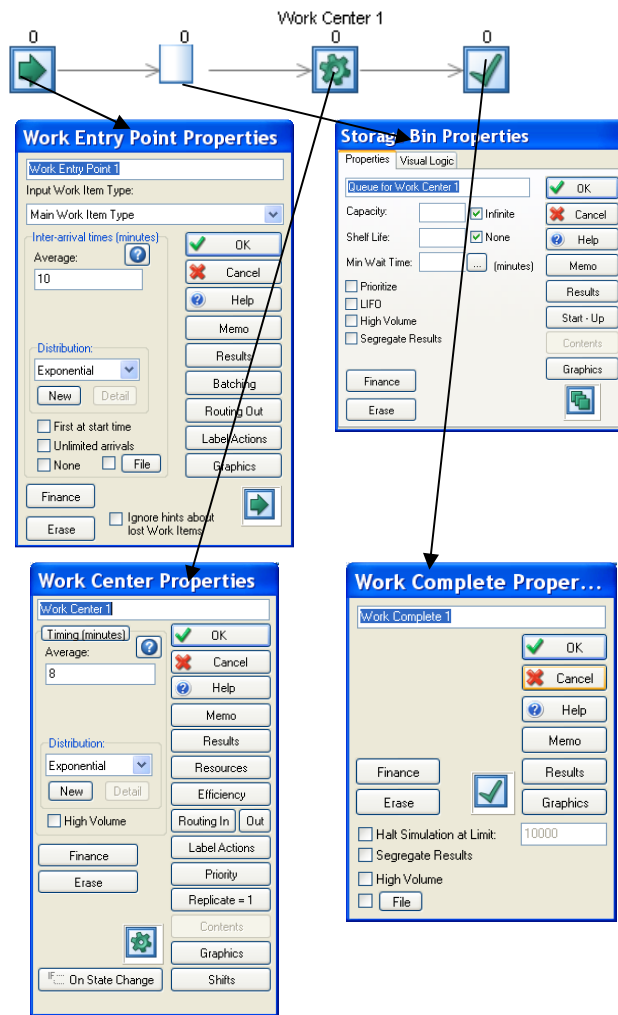 Work Center 1
0 0 0 0
Work Entry Point Properties
Work Entry Point 1
Input Work Item Type:
Main Work Item Type
Inter-arrival times (minutes)
Average:
10
Distribution:
Exponential
New Detail
First at start time
Unlimited arrivals
None File
Finance
Erase
Ignore hints about
lost Work Items
OK
Cancel
Help
Memo
Results
Batching
Routing Out
Label Actions
Graphics
Storage Bin Properties
Properties Visual Logic
Queue for Work Center 1
Capacity: Infinite
Shelf Life: None
Min Wait Time: ... (minutes)
Prioritize
LIFO
High Volume
Segregate Results
Finance
Erase
OK
Cancel
Help
Memo
Results
Start - Up
Contents
Graphics
Work Center Properties
Work Center 1
Timing (minutes)
Average:
8
Distribution:
Exponential
New Detail
High Volume
Finance
Erase
IF On State Change
OK
Cancel
Help
Memo
Results
Resources
Efficiency
Routing In Out
Label Actions
Priority
Replicate = 1
Contents
Graphics
Shifts
Work Complete Proper...
Work Complete 1
OK
Cancel
Help
Memo
Results
Graphics
Finance
Erase
Halt Simulation at Limit: 10000
Segregate Results
High Volume
File